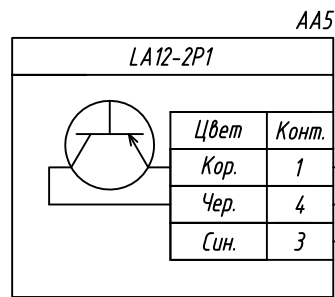 AA5
LA12-2P1
Цвет Конт.
Кор. 1
Чер. 4
Син. 3